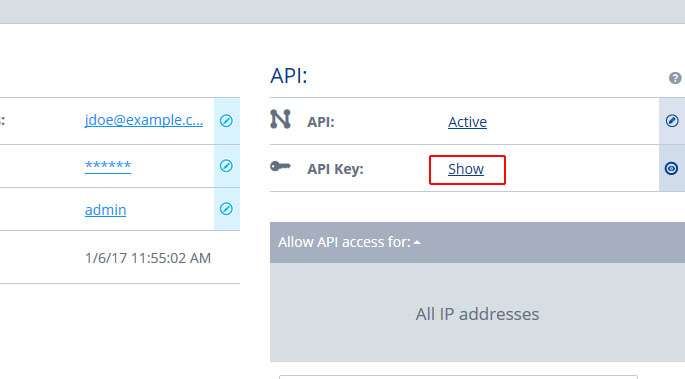 API:
s:
jdoe@example.c...
API:
Active
******
API Key:
Show
admin
1/6/17 11:55:02 AM
Allow API access for:
All IP addresses